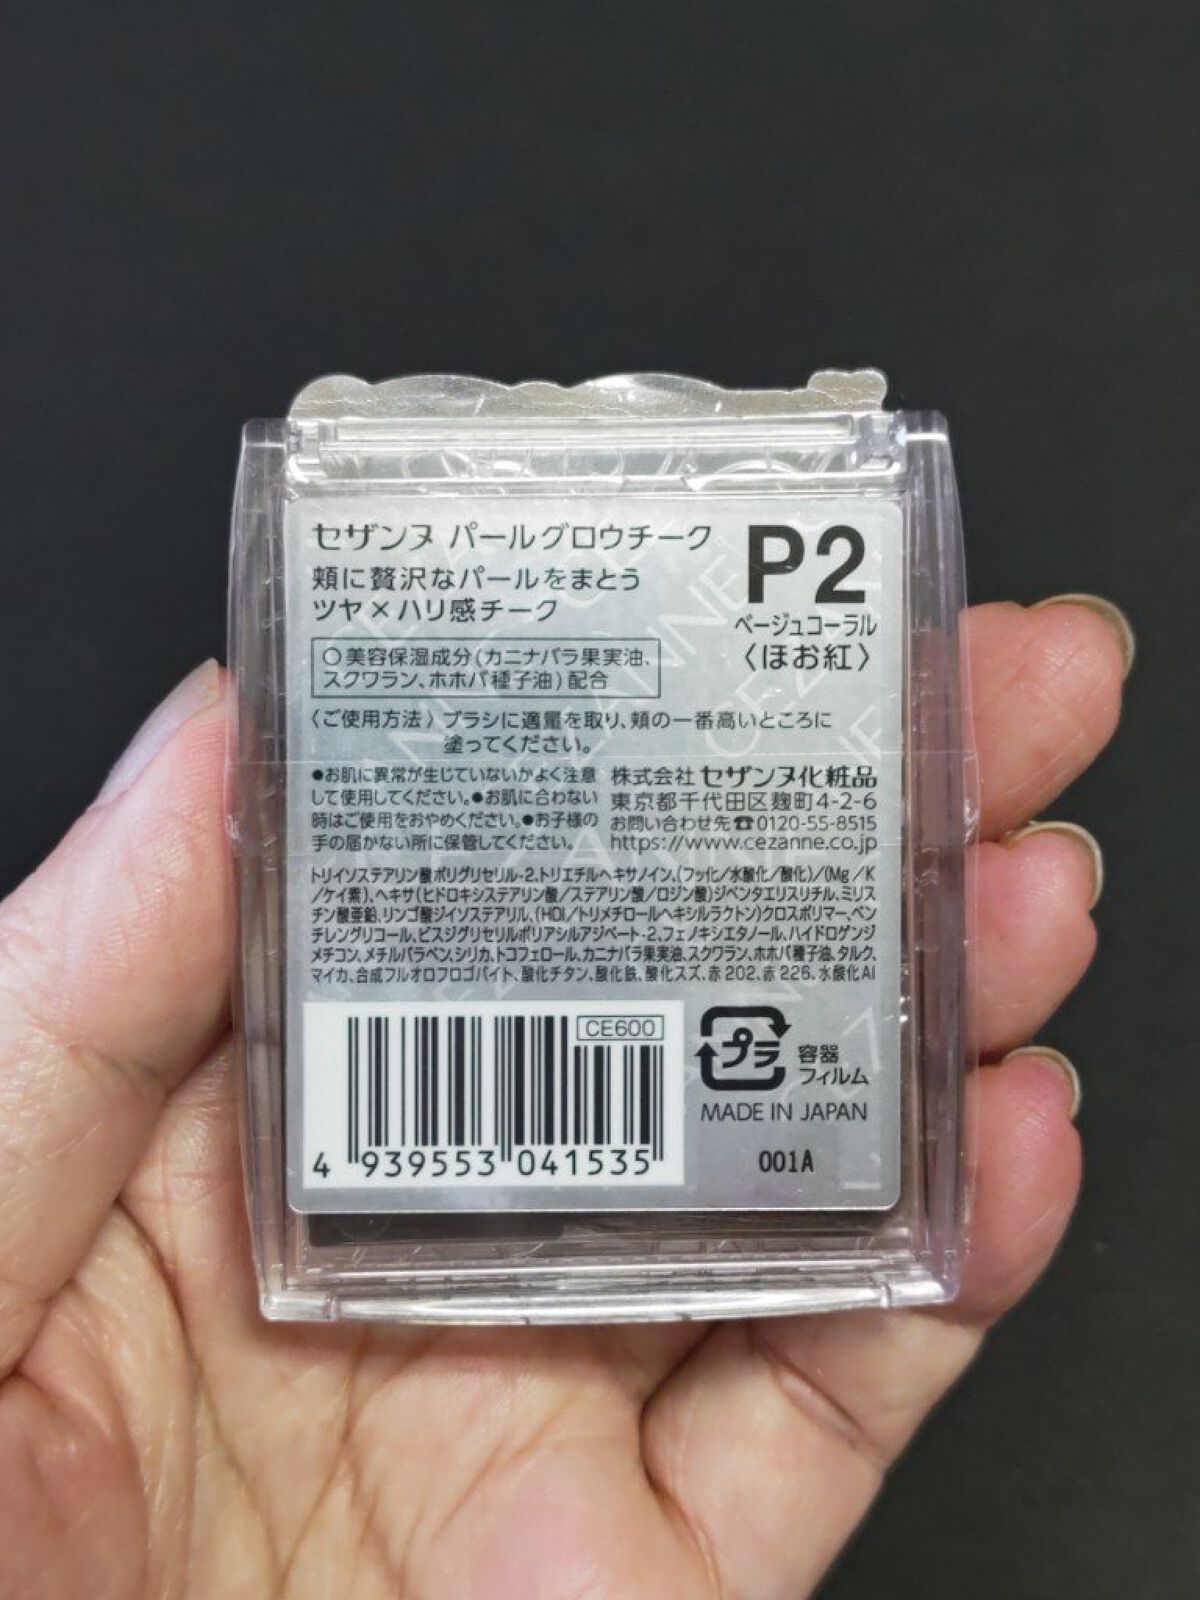 セザンヌ パールグロウチーク
頬に贅沢なパールをまとう
ツヤ×ハリ感チーク
P2
ベージュコーラル
〈ほお紅〉
○美容保湿成分(カニナバラ果実油、
スクワラン、ホホバ種子油)配合
〈ご使用方法〉ブラシに適量を取り、頬の一番高いところに
塗ってください。
●お肌に異常が生じていないかよく注意
して使用してください。●お肌に合わない
時はご使用をおやめください。●お子様の
手の届かない所に保管してください。
株式会社 セザンヌ化粧品
東京都千代田区麹町4-2-6
お問い合わせ先☎0120-55-8515
https://www.cezanne.co.jp
トリイソステアリン酸ポリグリセリル-2、トリエチルヘキサノイン、(フッ化/水酸化/酸化)/(Mg/K
/ケイ素)、ヘキサ(ヒドロキシステアリン酸/ステアリン酸/ロジン酸)ジペンタエリスリチル、ミリス
チン酸亜鉛、リンゴ酸ジイソステアリル、(HDI/トリメチロールヘキシルラクトン)クロスポリマー、ペン
チレングリコール、ビスジグリセリルポリアシルアジペート-2、フェノキシエタノール、ハイドロゲンジ
メチコン、メチルパラベン、シリカ、トコフェロール、カニナバラ果実油、スクワラン、ホホバ種子油、タルク、
マイカ、合成フルオロフロゴパイト、酸化チタン、酸化鉄、酸化スズ、赤202、赤226、水酸化Al
CE600
4 939553 041535
プラ
容器
フィルム
MADE IN JAPAN
001A